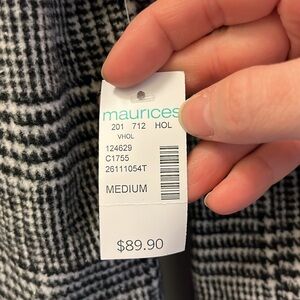 maurices
201 712 HOL
VHOL
124629
C1755
26111054T
MEDIUM
$89.90